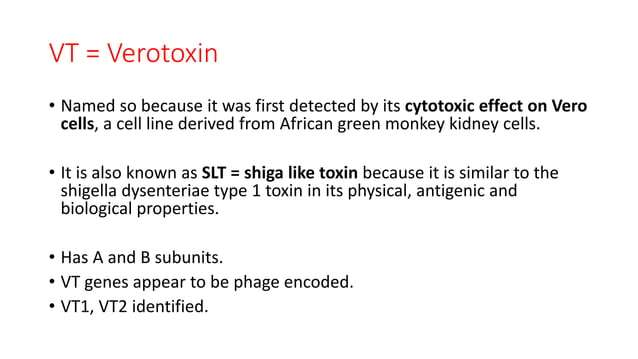 VT = Verotoxin
• Named so because it was first detected by its cytotoxic effect on Vero
cells, a cell line derived from African green monkey kidney cells.
• It is also known as SLT = shiga like toxin because it is similar to the
shigella dysenteriae type 1 toxin in its physical, antigenic and
biological properties.
• Has A and B subunits.
• VT genes appear to be phage encoded.
• VT1, VT2 identified.